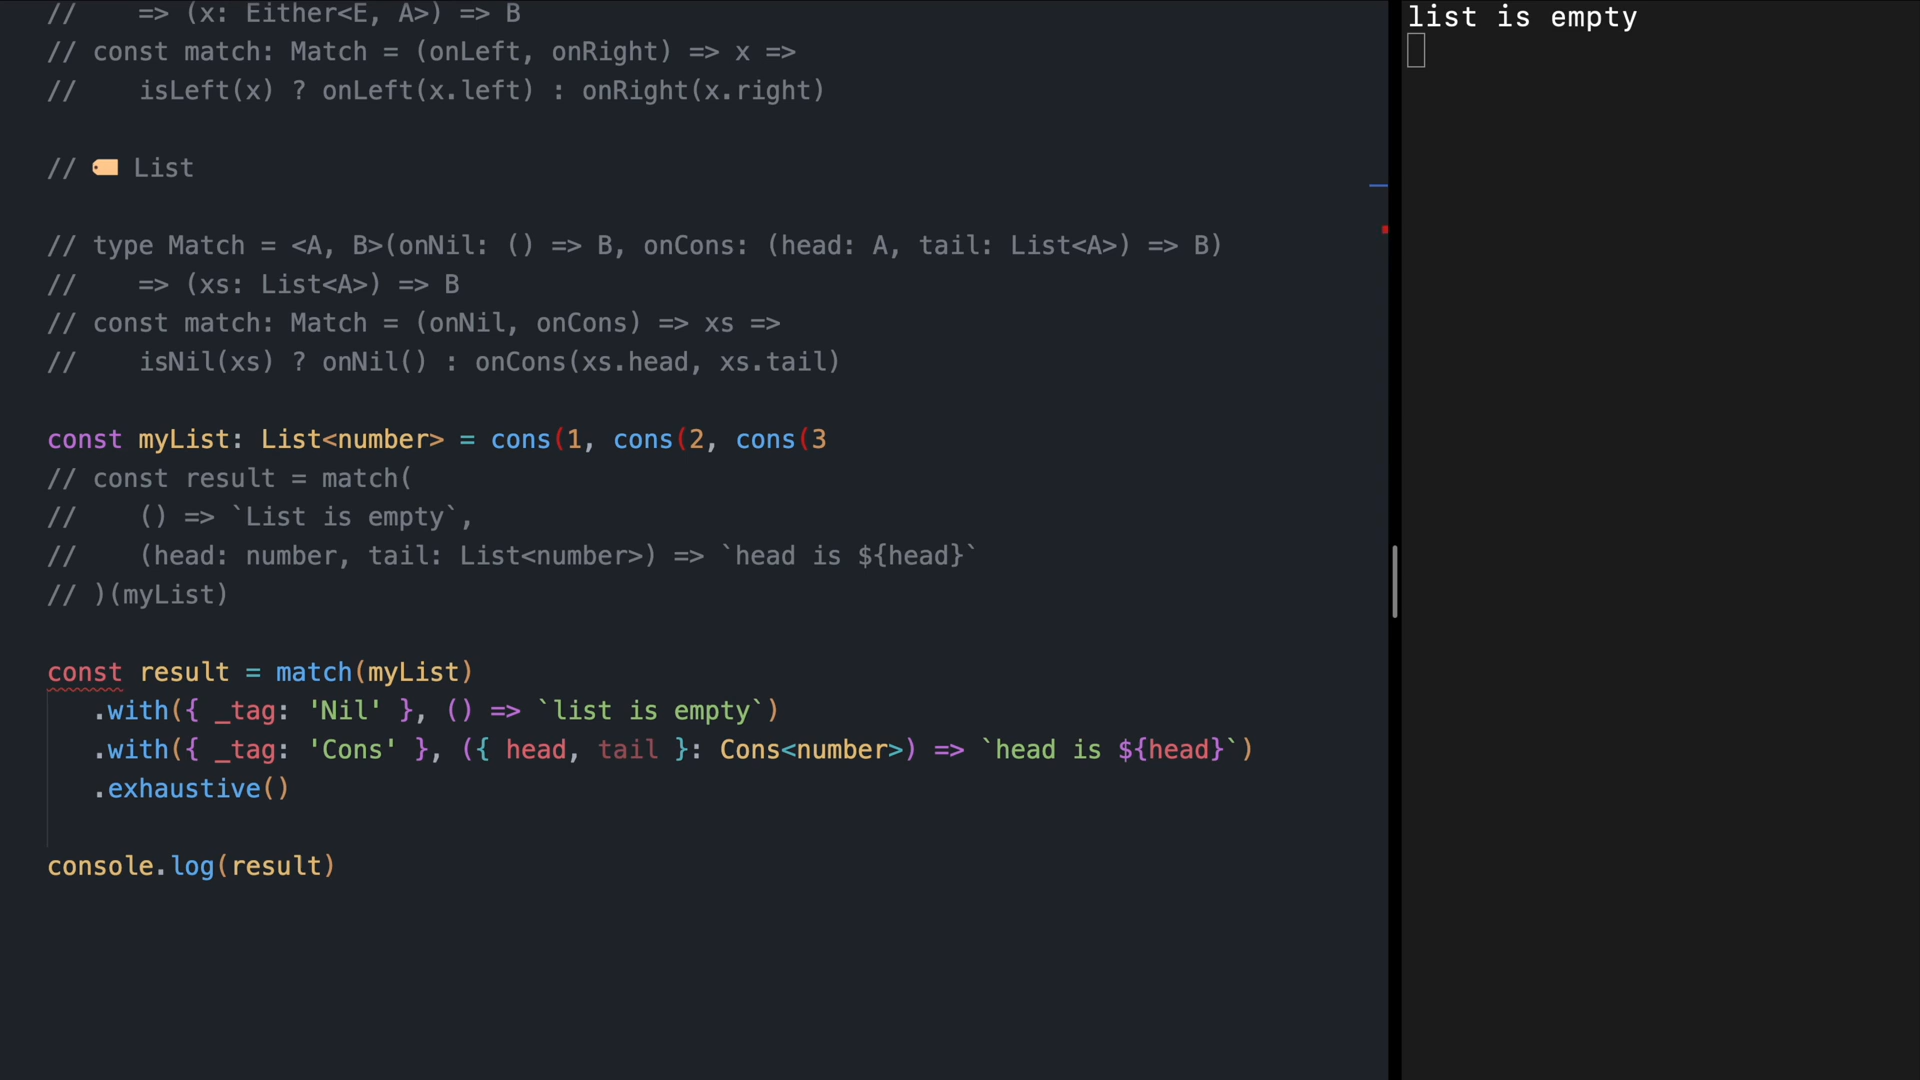 //    => (x: Either<E, A>) => B
// const match: Match = (onLeft, onRight) => x =>
//    isLeft(x) ? onLeft(x.left) : onRight(x.right)
// 🏷️ List
// type Match = <A, B>(onNil: () => B, onCons: (head: A, tail: List<A>) => B)
//    => (xs: List<A>) => B
// const match: Match = (onNil, onCons) => xs =>
//    isNil(xs) ? onNil() : onCons(xs.head, xs.tail)
const myList: List<number> = cons(1, cons(2, cons(3
// const result = match(
//    () => `List is empty`,
//    (head: number, tail: List<number>) => `head is ${head}`
// )(myList)
const result = match(myList)
   .with({ _tag: 'Nil' }, () => `list is empty`)
   .with({ _tag: 'Cons' }, ({ head, tail }: Cons<number>) => `head is ${head}`)
   .exhaustive()
console.log(result)
list is empty